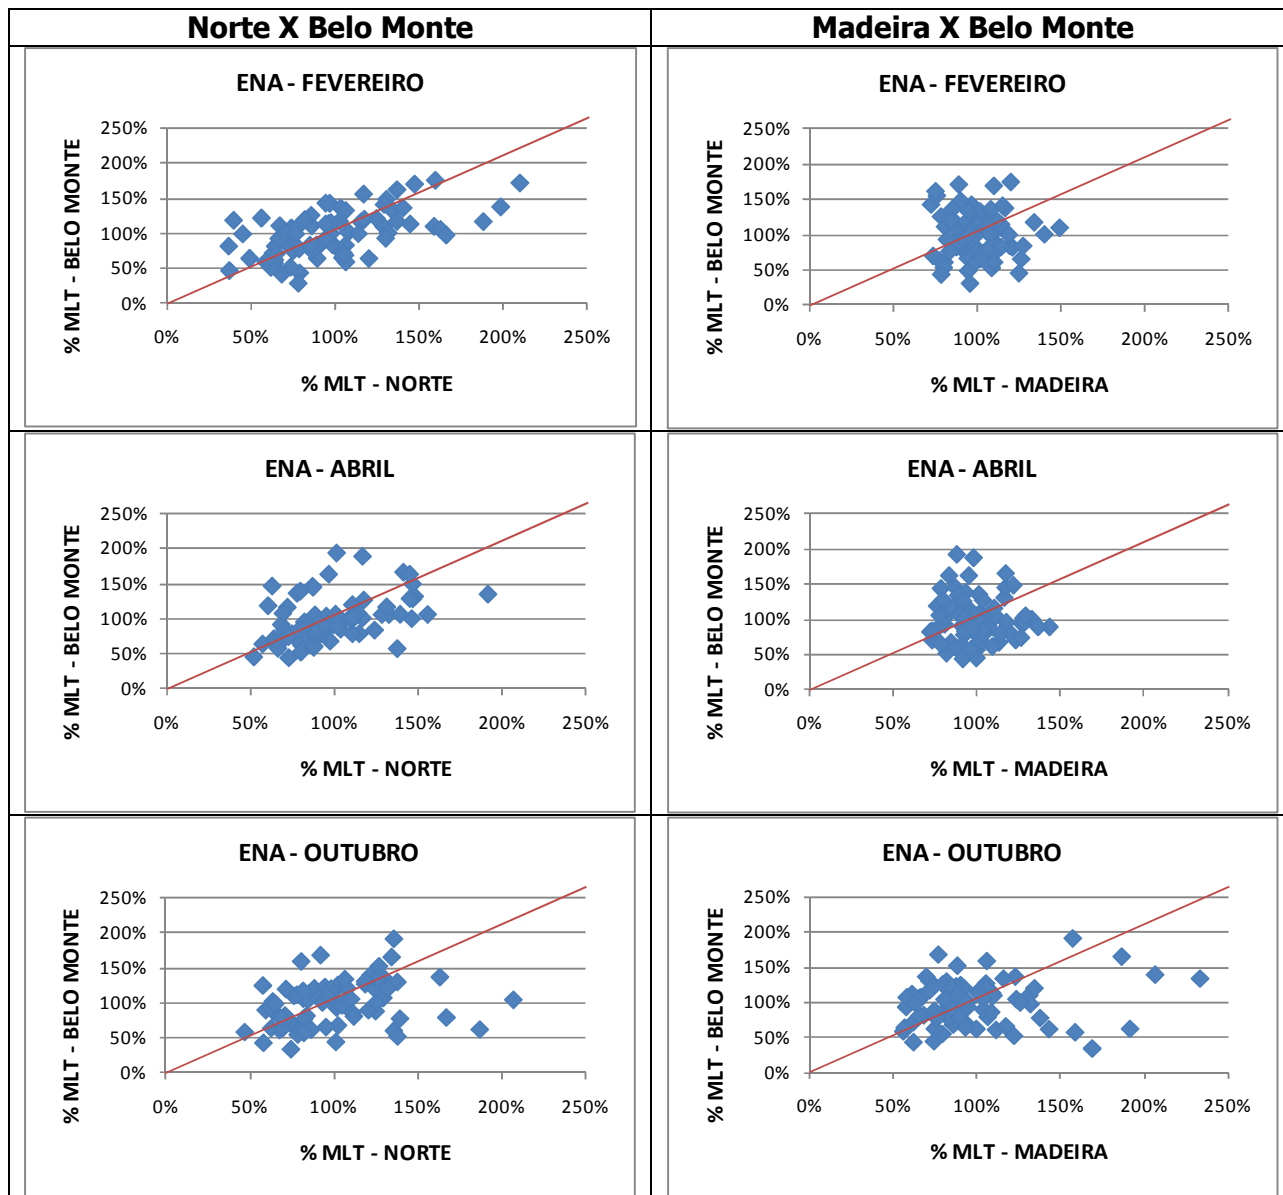 Norte X Belo Monte
Madeira X Belo Monte
ENA - FEVEREIRO
% MLT - BELO MONTE
250%
200%
150%
100%
50%
0%
0% 50% 100% 150% 200% 250%
% MLT - NORTE
ENA - FEVEREIRO
% MLT - BELO MONTE
250%
200%
150%
100%
50%
0%
0% 50% 100% 150% 200% 250%
% MLT - MADEIRA
ENA - ABRIL
% MLT - BELO MONTE
250%
200%
150%
100%
50%
0%
0% 50% 100% 150% 200% 250%
% MLT - NORTE
ENA - ABRIL
% MLT - BELO MONTE
250%
200%
150%
100%
50%
0%
0% 50% 100% 150% 200% 250%
% MLT - MADEIRA
ENA - OUTUBRO
% MLT - BELO MONTE
250%
200%
150%
100%
50%
0%
0% 50% 100% 150% 200% 250%
% MLT - NORTE
ENA - OUTUBRO
% MLT - BELO MONTE
250%
200%
150%
100%
50%
0%
0% 50% 100% 150% 200% 250%
% MLT - MADEIRA